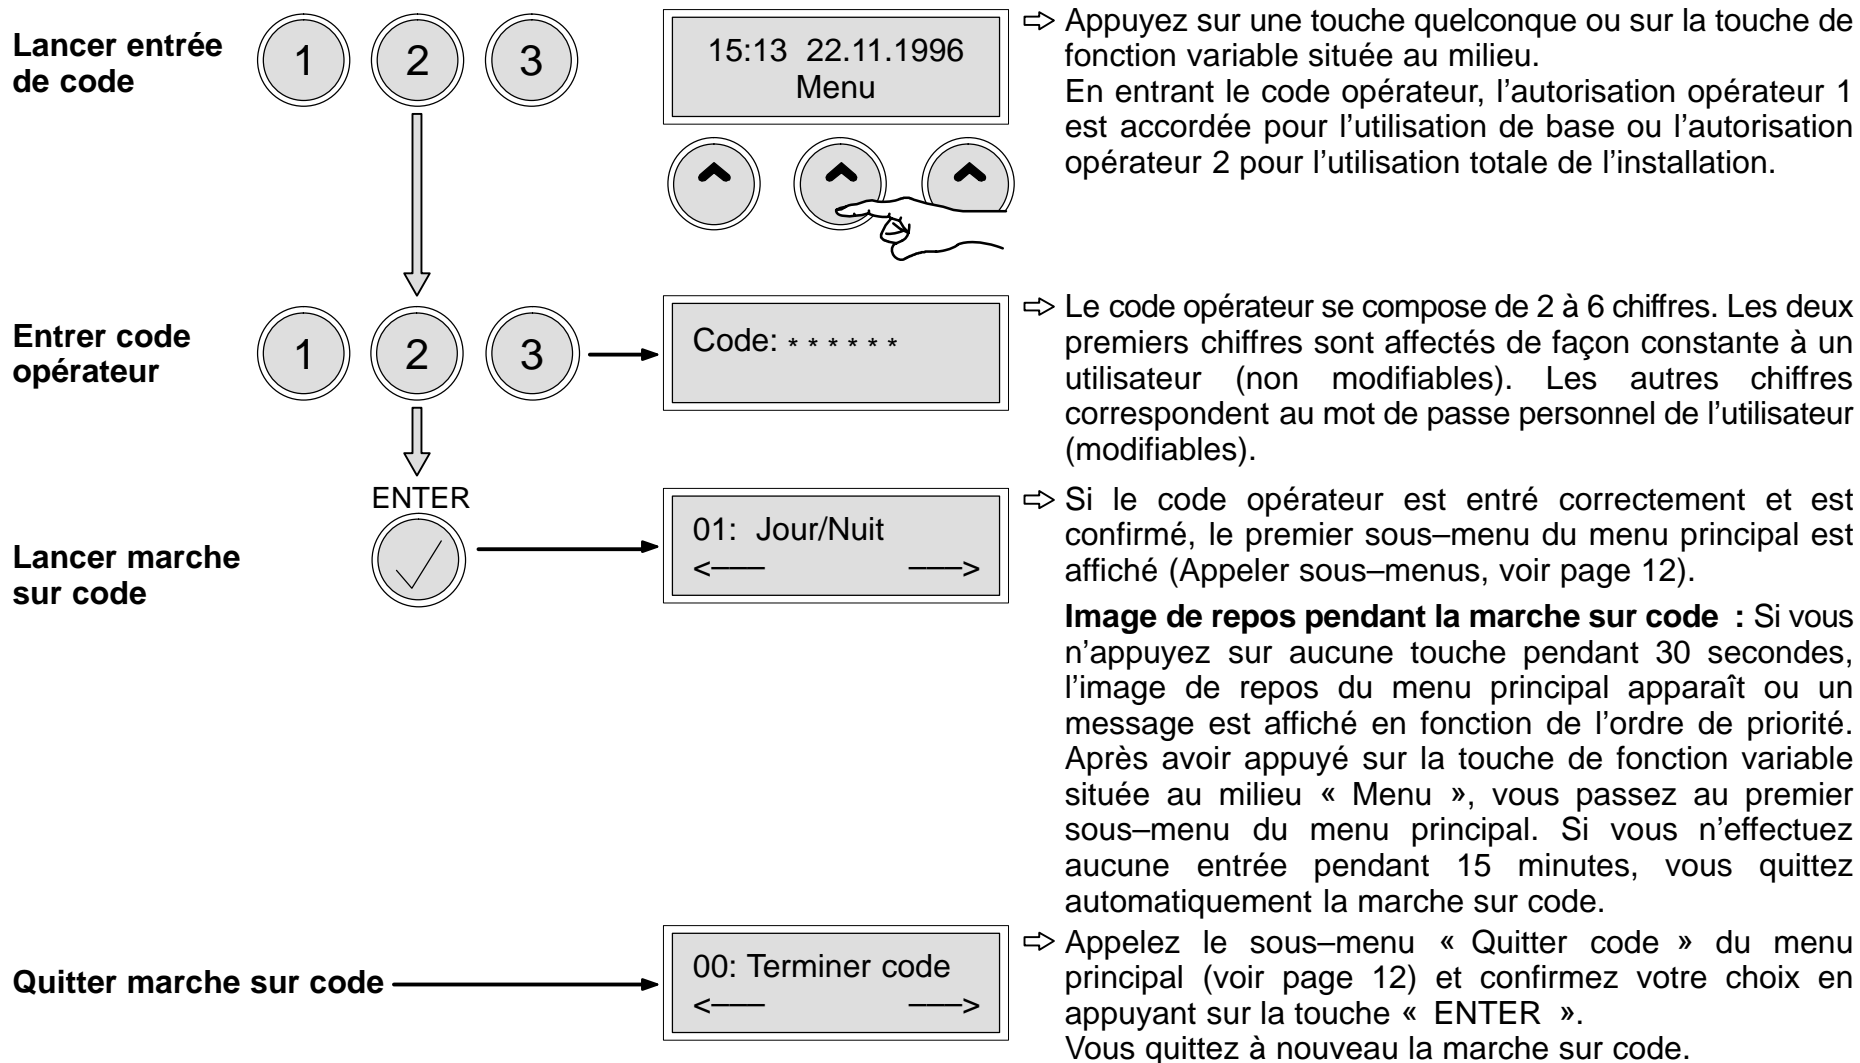 Lancer entrée
de code
1 2 3
15:13 22.11.1996
Menu
⇨ Appuyez sur une touche quelconque ou sur la touche de
fonction variable située au milieu.
En entrant le code opérateur, l’autorisation opérateur 1
est accordée pour l’utilisation de base ou l’autorisation
opérateur 2 pour l’utilisation totale de l’installation.
Entrer code
opérateur
1 2 3
Code: * * * * * *
⇨ Le code opérateur se compose de 2 à 6 chiffres. Les deux
premiers chiffres sont affectés de façon constante à un
utilisateur (non modifiables). Les autres chiffres
correspondent au mot de passe personnel de l’utilisateur
(modifiables).
ENTER
Lancer marche
sur code
01: Jour/Nuit
<––– –––>
⇨ Si le code opérateur est entré correctement et est
confirmé, le premier sous–menu du menu principal est
affiché (Appeler sous–menus, voir page 12).
Image de repos pendant la marche sur code : Si vous
n’appuyez sur aucune touche pendant 30 secondes,
l’image de repos du menu principal apparaît ou un
message est affiché en fonction de l’ordre de priorité.
Après avoir appuyé sur la touche de fonction variable
située au milieu « Menu », vous passez au premier
sous–menu du menu principal. Si vous n’effectuez
aucune entrée pendant 15 minutes, vous quittez
automatiquement la marche sur code.
Quitter marche sur code
00: Terminer code
<––– –––>
⇨ Appelez le sous–menu « Quitter code » du menu
principal (voir page 12) et confirmez votre choix en
appuyant sur la touche « ENTER ».
Vous quittez à nouveau la marche sur code.